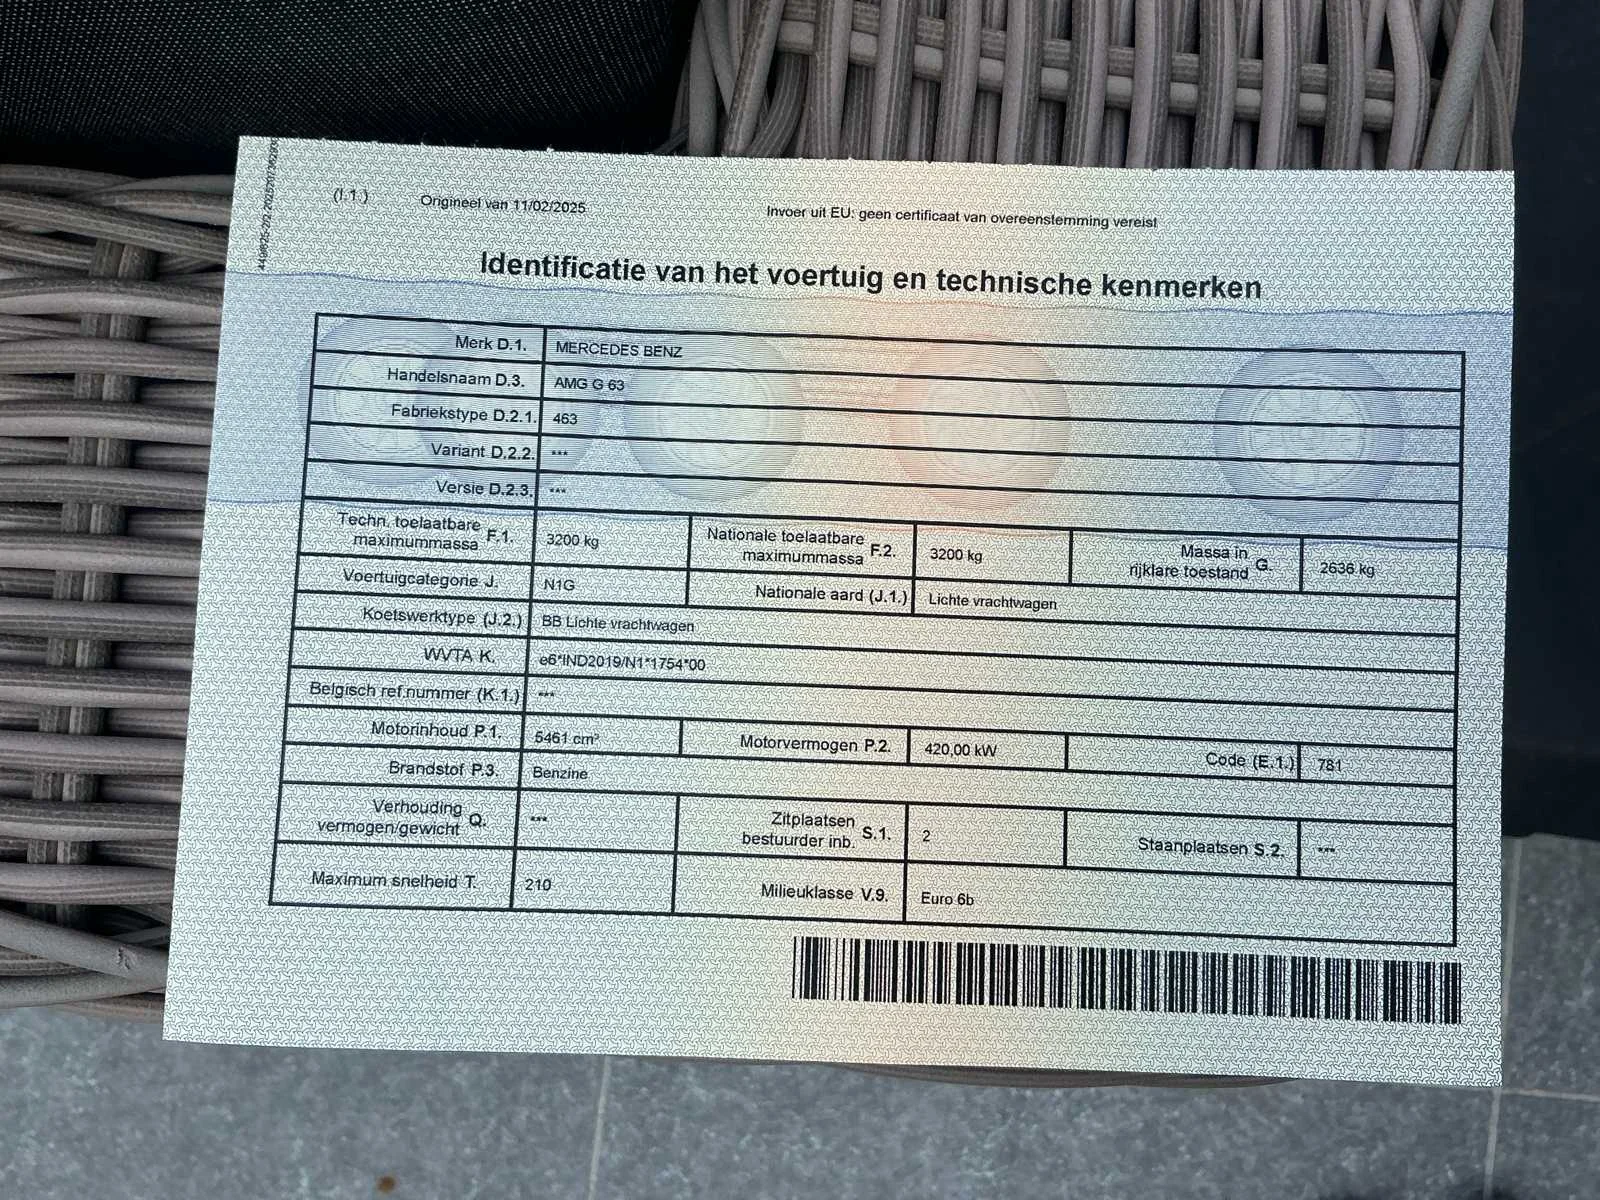 (I.1.) Origineel van 11/02/2025 Invoer uit EU: geen certificaat van overeenstemming vereist
Identificatie van het voertuig en technische kenmerken
Merk D.1. MERCEDES BENZ
Handelsnaam D.3. AMG G 63
Fabriekstype D.2.1. 463
Variant D.2.2. ***
Versie D.2.3. ***
Techn. toelaatbare maximummassa F.1. 3200 kg Nationale toelaatbare maximummassa F.2. 3200 kg Massa in rijklare toestand G. 2636 kg
Voertuigcategorie J. N1G Nationale aard (J.1.) Lichte vrachtwagen
Koetswerktype (J.2.) BB Lichte vrachtwagen
WVTA K. e6*IND2019/N1*1754*00
Belgisch ref.nummer (K.1.) ***
Motorinhoud P.1. 5461 cm³ Motorvermogen P.2. 420,00 kW Code (E.1.) 781
Brandstof P.3. Benzine
Verhouding vermogen/gewicht Q. *** Zitplaatsen bestuurder inb. S.1. 2 Staanplaatsen S.2. ***
Maximum snelheid T. 210 Milieuklasse V.9. Euro 6b